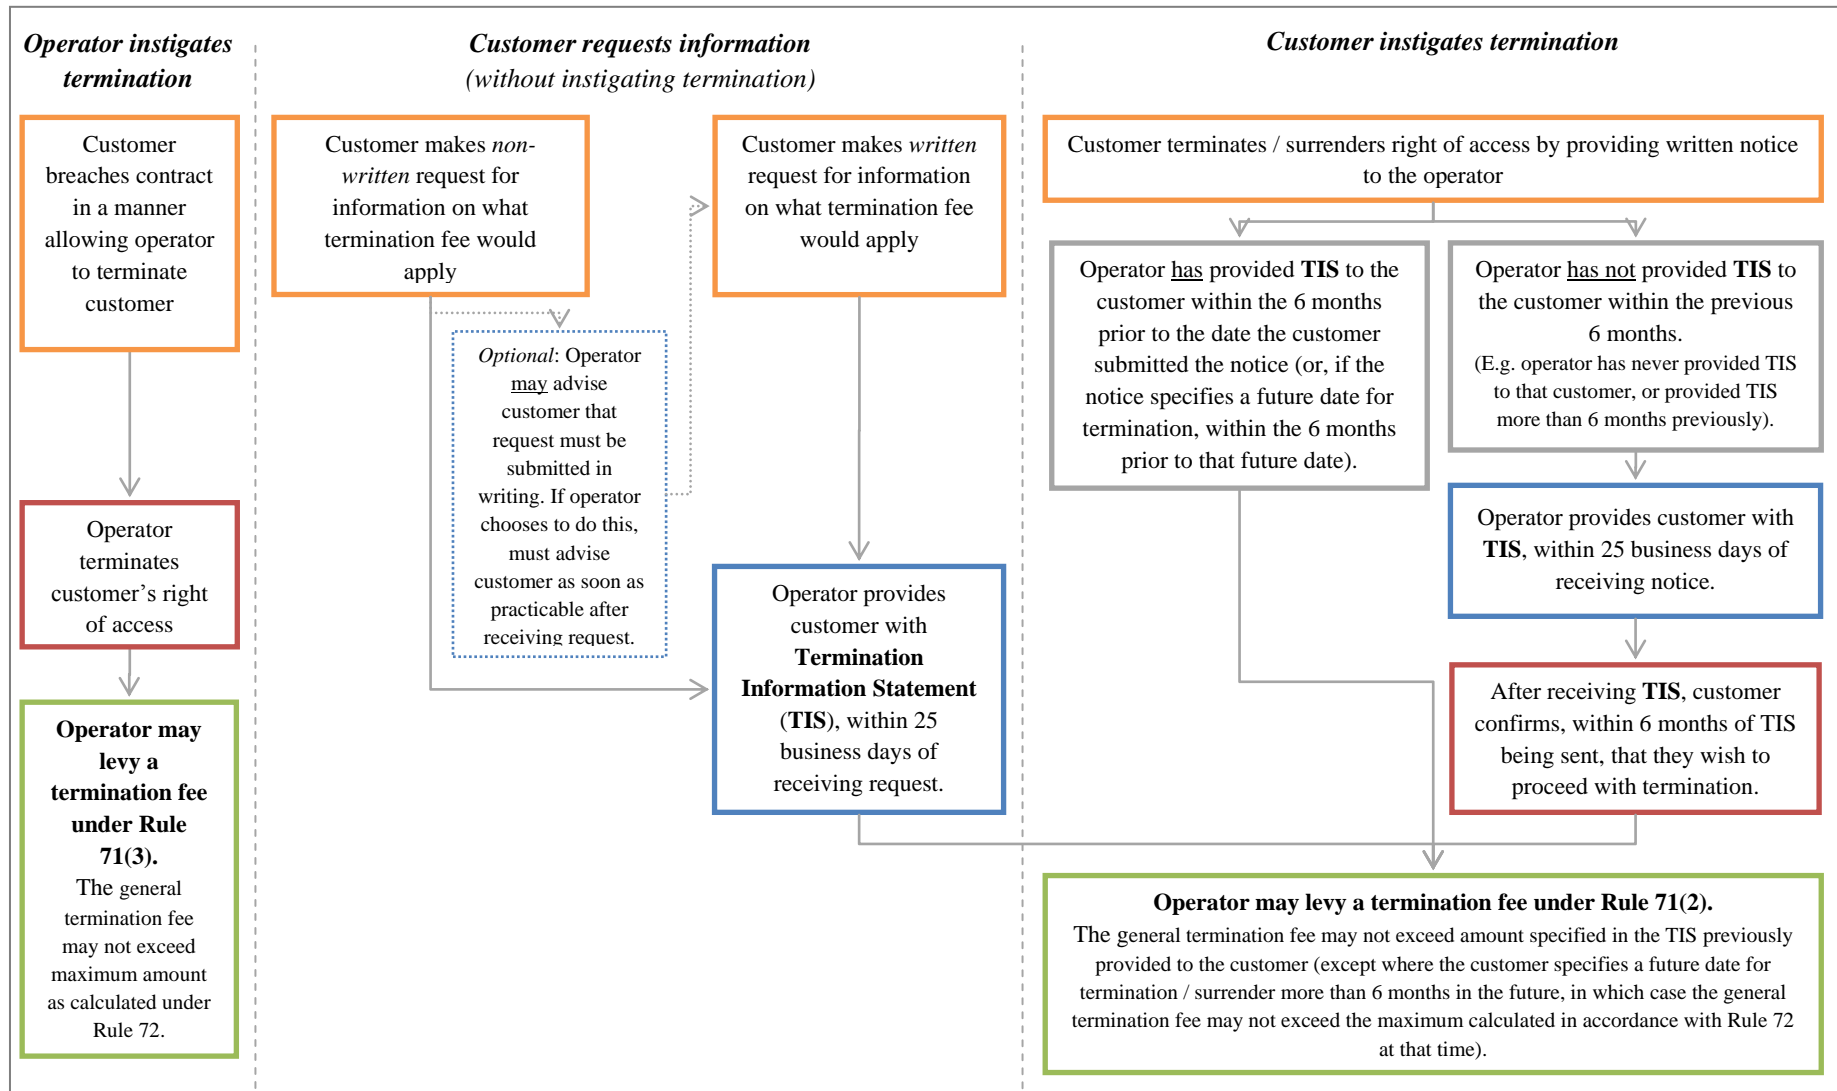 Operator instigates
termination
Customer
breaches contract
in a manner
allowing operator
to terminate
customer
Operator
terminates
customer’s right
of access
Operator may
levy a
termination fee
under Rule
71(3).
The general
termination fee
may not exceed
maximum amount
as calculated under
Rule 72.
Customer requests information
(without instigating termination)
Customer makes non-
written request for
information on what
termination fee would
apply
Optional: Operator
may advise
customer that
request must be
submitted in
writing. If operator
chooses to do this,
must advise
customer as soon as
practicable after
receiving request.
Customer makes written
request for information
on what termination fee
would apply
Operator provides
customer with
Termination
Information Statement
(TIS), within 25
business days of
receiving request.
Customer instigates termination
Customer terminates / surrenders right of access by providing written notice
to the operator
Operator has provided TIS to the
customer within the 6 months
prior to the date the customer
submitted the notice (or, if the
notice specifies a future date for
termination, within the 6 months
prior to that future date).
Operator has not provided TIS to
the customer within the previous
6 months.
(E.g. operator has never provided TIS
to that customer, or provided TIS
more than 6 months previously).
Operator provides customer with
TIS, within 25 business days of
receiving notice.
After receiving TIS, customer
confirms, within 6 months of TIS
being sent, that they wish to
proceed with termination.
Operator may levy a termination fee under Rule 71(2).
The general termination fee may not exceed amount specified in the TIS previously
provided to the customer (except where the customer specifies a future date for
termination / surrender more than 6 months in the future, in which case the general
termination fee may not exceed the maximum calculated in accordance with Rule 72
at that time).